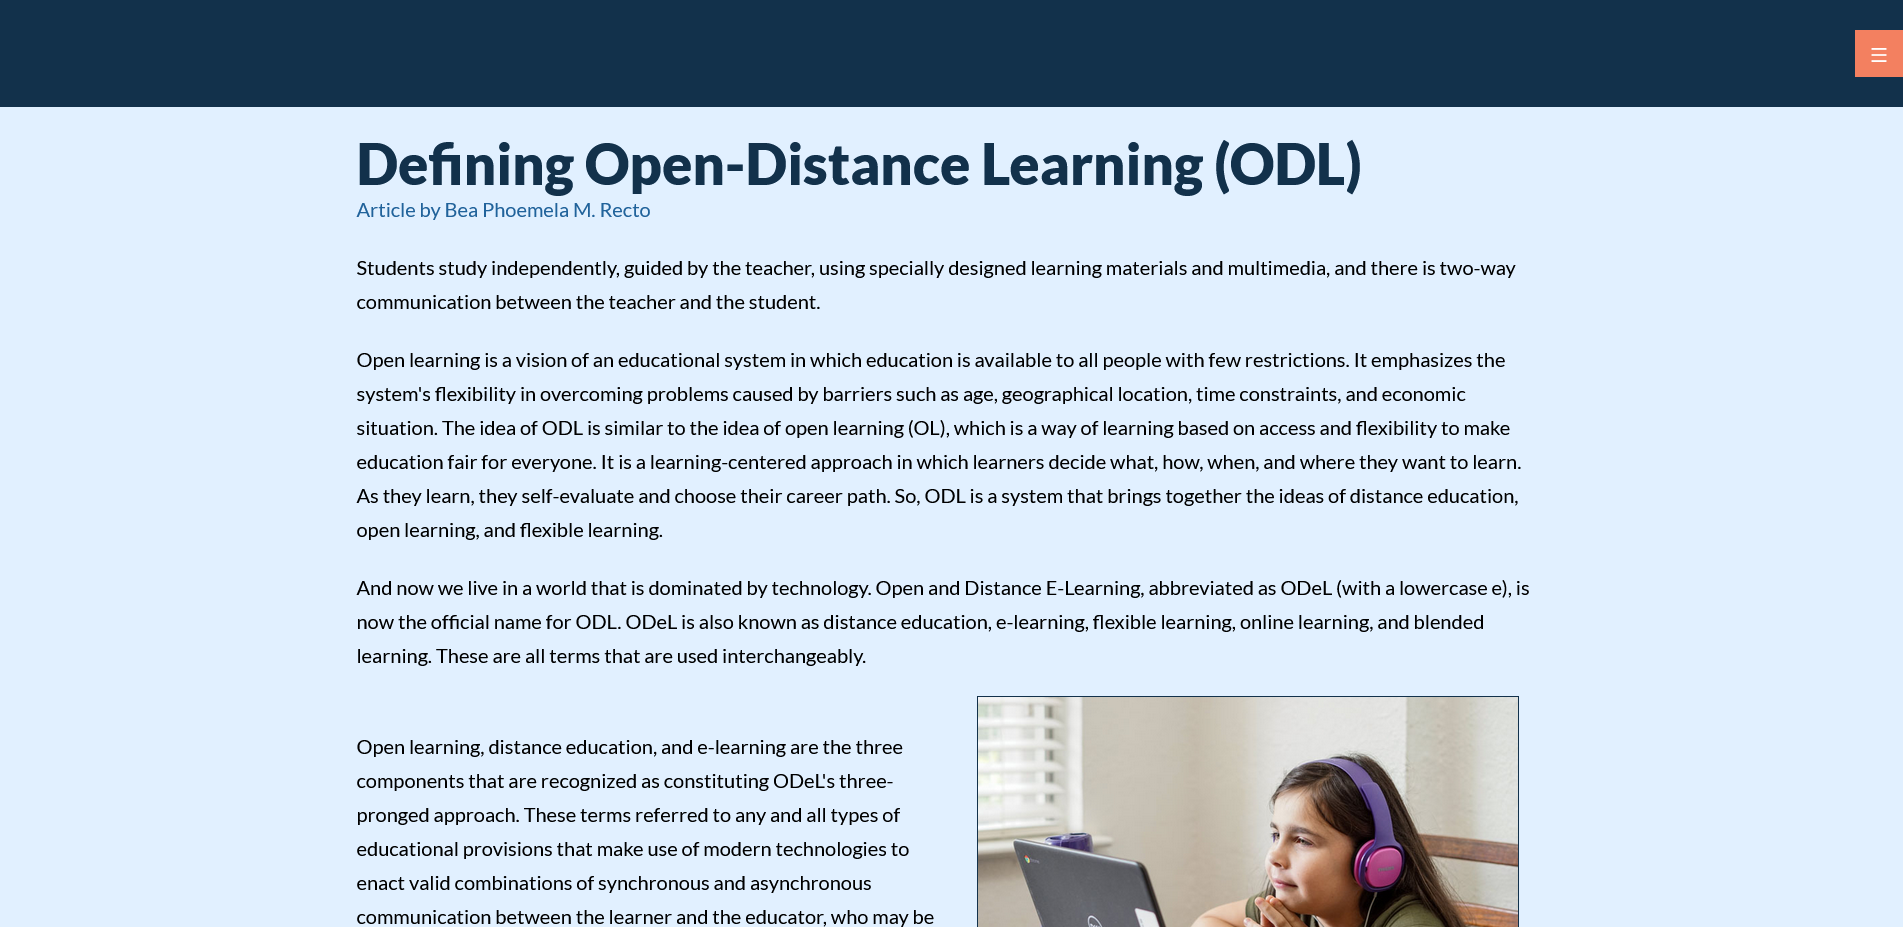 Defining Open-Distance Learning (ODL)
Article by Bea Phoemela M. Recto
Students study independently, guided by the teacher, using specially designed learning materials and multimedia, and there is two-way
communication between the teacher and the student.
Open learning is a vision of an educational system in which education is available to all people with few restrictions. It emphasizes the
system's flexibility in overcoming problems caused by barriers such as age, geographical location, time constraints, and economic
situation. The idea of ODL is similar to the idea of open learning (OL), which is a way of learning based on access and flexibility to make
education fair for everyone. It is a learning-centered approach in which learners decide what, how, when, and where they want to learn.
As they learn, they self-evaluate and choose their career path. So, ODL is a system that brings together the ideas of distance education,
open learning, and flexible learning.
And now we live in a world that is dominated by technology. Open and Distance E-Learning, abbreviated as ODeL (with a lowercase e), is
now the official name for ODL. ODeL is also known as distance education, e-learning, flexible learning, online learning, and blended
learning. These are all terms that are used interchangeably.
Open learning, distance education, and e-learning are the three
components that are recognized as constituting ODeL's three-
pronged approach. These terms referred to any and all types of
educational provisions that make use of modern technologies to
enact valid combinations of synchronous and asynchronous
communication between the learner and the educator, who may be